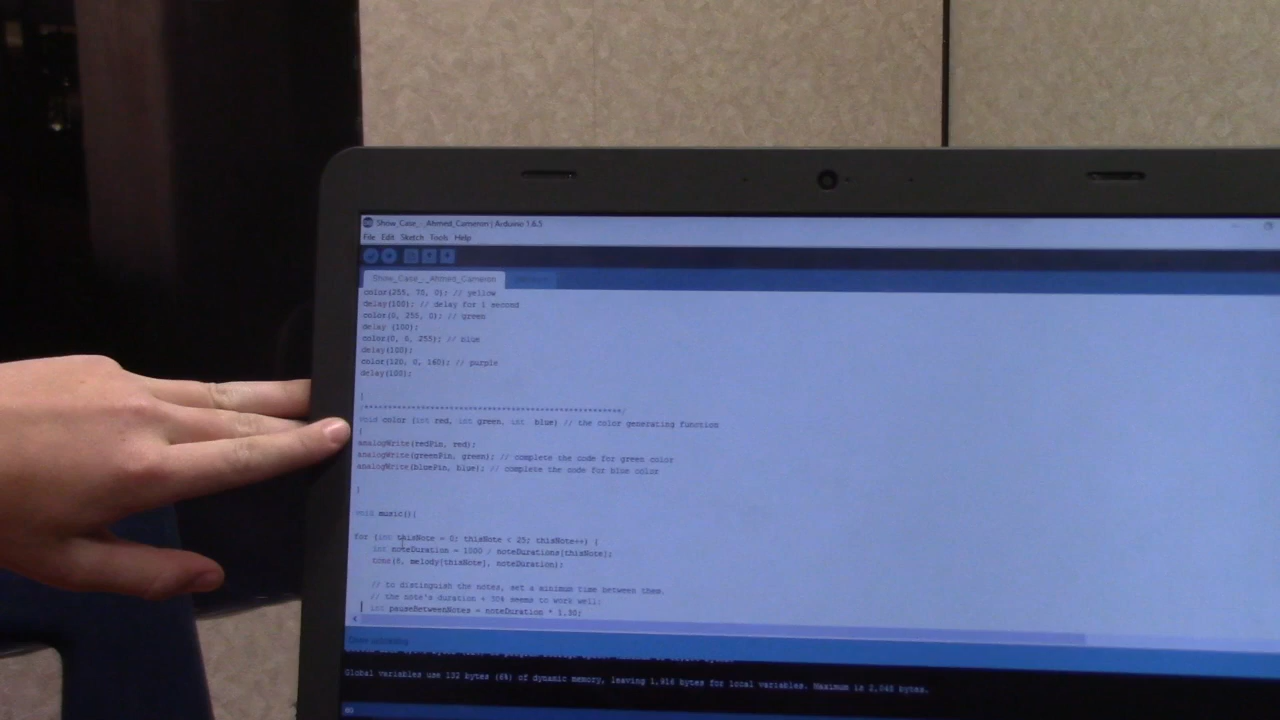 Show_Case_-_Ahmed_Cameron | Arduino 1.6.5
File Edit Sketch Tools Help
Show_Case_-_Ahmed_Cameron
color(255, 70, 0); // yellow
delay(100); // delay for 1 second
color(0, 255, 0); // green
delay (100);
color(0, 0, 255); // blue
delay(100);
color(120, 0, 160); // purple
delay(100);
}
void color (int red, int green, int blue) // the color generating function
{
analogWrite(redPin, red);
analogWrite(greenPin, green); // complete the code for green color
analogWrite(bluePin, blue); // complete the code for blue color
}
void music(){
for (int thisNote = 0; thisNote < 25; thisNote++) {
int noteDuration = 1000 / noteDurations[thisNote];
tone(8, melody[thisNote], noteDuration);
// to distinguish the notes, set a minimum time between them.
// the note's duration + 30% seems to work well:
int pauseBetweenNotes = noteDuration * 1.30;
Done uploading.
Global variables use 132 bytes (6%) of dynamic memory, leaving 1,916 bytes for local variables. Maximum is 2,048 bytes.